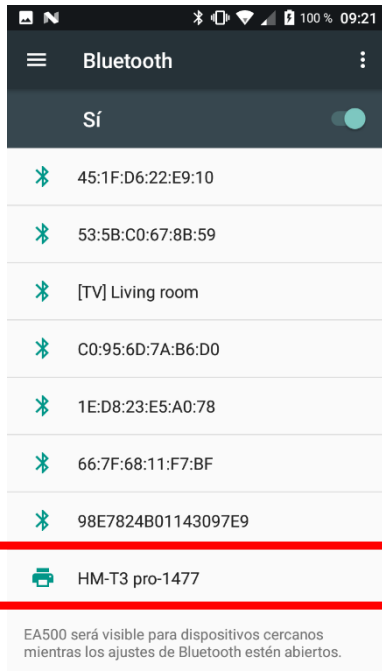 100 % 09:21
Bluetooth
Sí
45:1F:D6:22:E9:10
53:5B:C0:67:8B:59
[TV] Living room
C0:95:6D:7A:B6:D0
1E:D8:23:E5:A0:78
66:7F:68:11:F7:BF
98E7824B01143097E9
HM-T3 pro-1477
EA500 será visible para dispositivos cercanos
mientras los ajustes de Bluetooth estén abiertos.